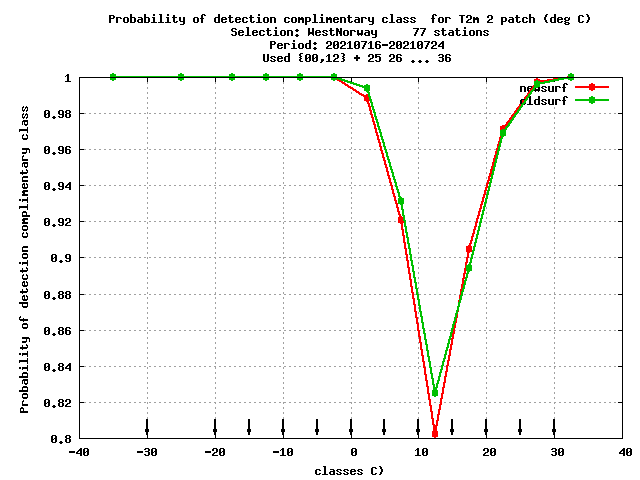 Probability of detection complimentary class  for T2m 2 patch (deg C)
Selection: WestNorway     77 stations
Period: 20210716-20210724
Used {00,12} + 25 26 ... 36
newsurf
oldsurf
1
0.98
0.96
0.94
0.92
0.9
0.88
0.86
0.84
0.82
0.8
Probability of detection complimentary class
-40 -30 -20 -10 0 10 20 30 40
classes C)